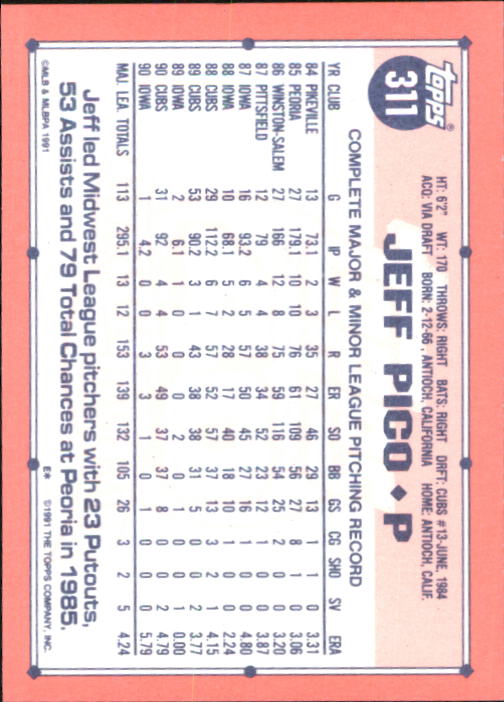 topps®
311
HT: 6'2" WT: 170 THROWS: RIGHT BATS: RIGHT DRFT: CUBS #13-JUNE, 1984
ACQ: VIA DRAFT BORN: 2-12-66, ANTIOCH, CALIFORNIA HOME: ANTIOCH, CALIF.
JEFF PICO ◆ P
COMPLETE MAJOR & MINOR LEAGUE PITCHING RECORD
YR CLUB G IP W L R ER SO BB GS CG SHO SV ERA
84 PIKEVILLE 13 73.1 3 3 35 27 46 29 13 1 1 0 3.31
85 PEORIA 27 179.1 10 10 76 61 109 56 27 8 1 0 3.06
86 WINSTON-SALEM 27 166 12 8 75 59 116 54 25 2 0 0 3.20
87 PITTSFIELD 12 79 4 4 38 34 52 23 12 1 0 0 3.87
87 IOWA 16 93.2 6 5 57 50 45 27 16 1 0 0 4.80
88 IOWA 10 68.1 5 2 28 17 40 18 10 1 0 0 2.24
88 CUBS 29 112.2 6 7 57 52 57 37 13 3 2 1 4.15
89 CUBS 53 90.2 3 1 43 38 38 31 5 0 0 2 3.77
89 IOWA 2 6.1 1 0 0 0 2 0 0 0 0 1 0.00
90 CUBS 31 92 4 4 53 49 37 37 8 0 0 2 4.79
90 IOWA 1 4.2 0 0 3 3 1 0 0 0 0 0 5.79
MAJ. LEA. TOTALS 113 295.1 13 12 153 139 132 105 26 3 2 5 4.24
Jeff led Midwest League pitchers with 23 Putouts,
53 Assists and 79 Total Chances at Peoria in 1985.
©MLB & MLBPA 1991 E* ©1991 THE TOPPS COMPANY, INC.